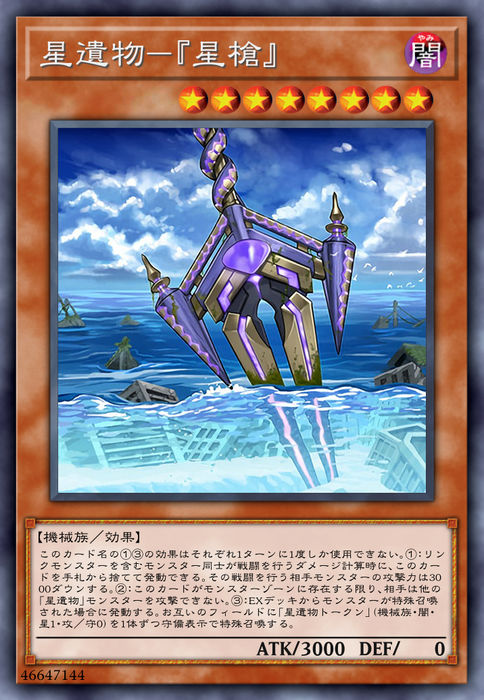 星遺物-『星槍』
やみ
闇
【機械族/効果】
このカード名の①③の効果はそれぞれ1ターンに1度しか使用できない。①:リン
クモンスターを含むモンスター同士が戦闘を行うダメージ計算時に、このカー
ドを手札から捨てて発動できる。その戦闘を行う相手モンスターの攻撃力は30
00ダウンする。②:このカードがモンスターゾーンに存在する限り、相手は他の
「星遺物」モンスターを攻撃できない。③:EXデッキからモンスターが特殊召喚
された場合に発動する。お互いのフィールドに「星遺物トークン」(機械族・闇・
星1・攻/守0)を1体ずつ守備表示で特殊召喚する。
ATK/3000 DEF/ 0
46647144